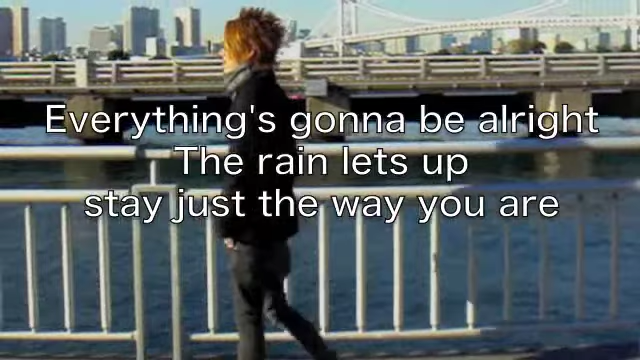 Everything's gonna be alright
The rain lets up
stay just the way you are